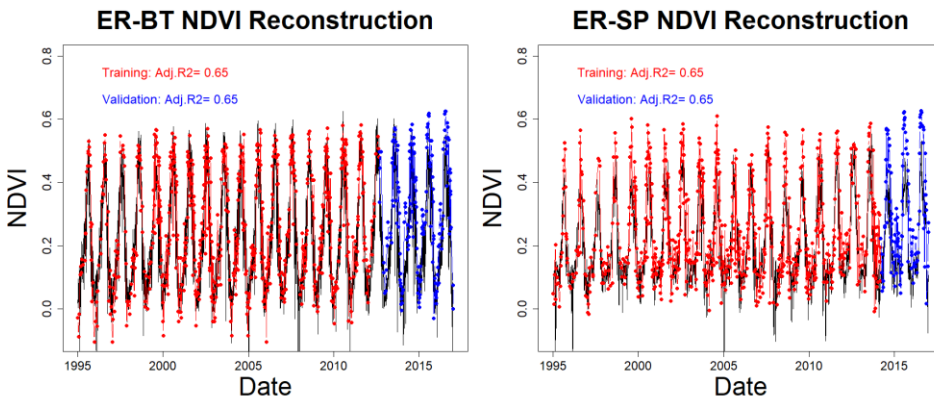 ER-BT NDVI Reconstruction
NDVI
0.8
0.6
0.4
0.2
0.0
Training: Adj.R2= 0.65
Validation: Adj.R2= 0.65
1995 2000 2005 2010 2015
Date
ER-SP NDVI Reconstruction
NDVI
0.8
0.6
0.4
0.2
0.0
Training: Adj.R2= 0.65
Validation: Adj.R2= 0.65
1995 2000 2005 2010 2015
Date